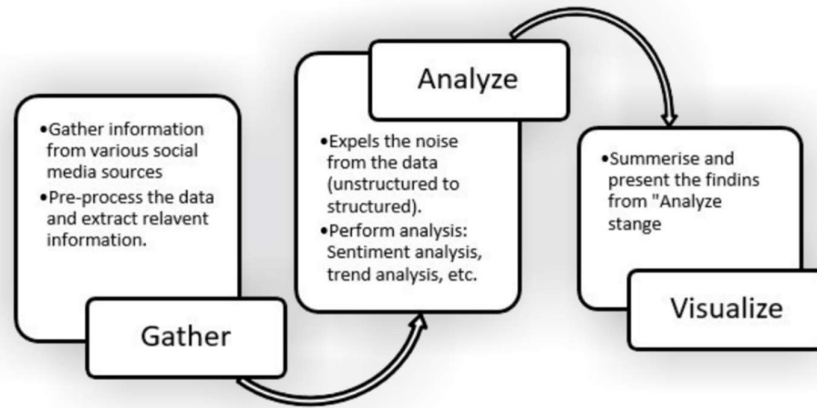 •Gather information
from various social
media sources
•Pre-process the data
and extract relavent
information.
Gather
Analyze
•Expels the noise
from the data
(unstructured to
structured).
•Perform analysis:
Sentiment analysis,
trend analysis, etc.
•Summerise and
present the findins
from "Analyze
stange
Visualize